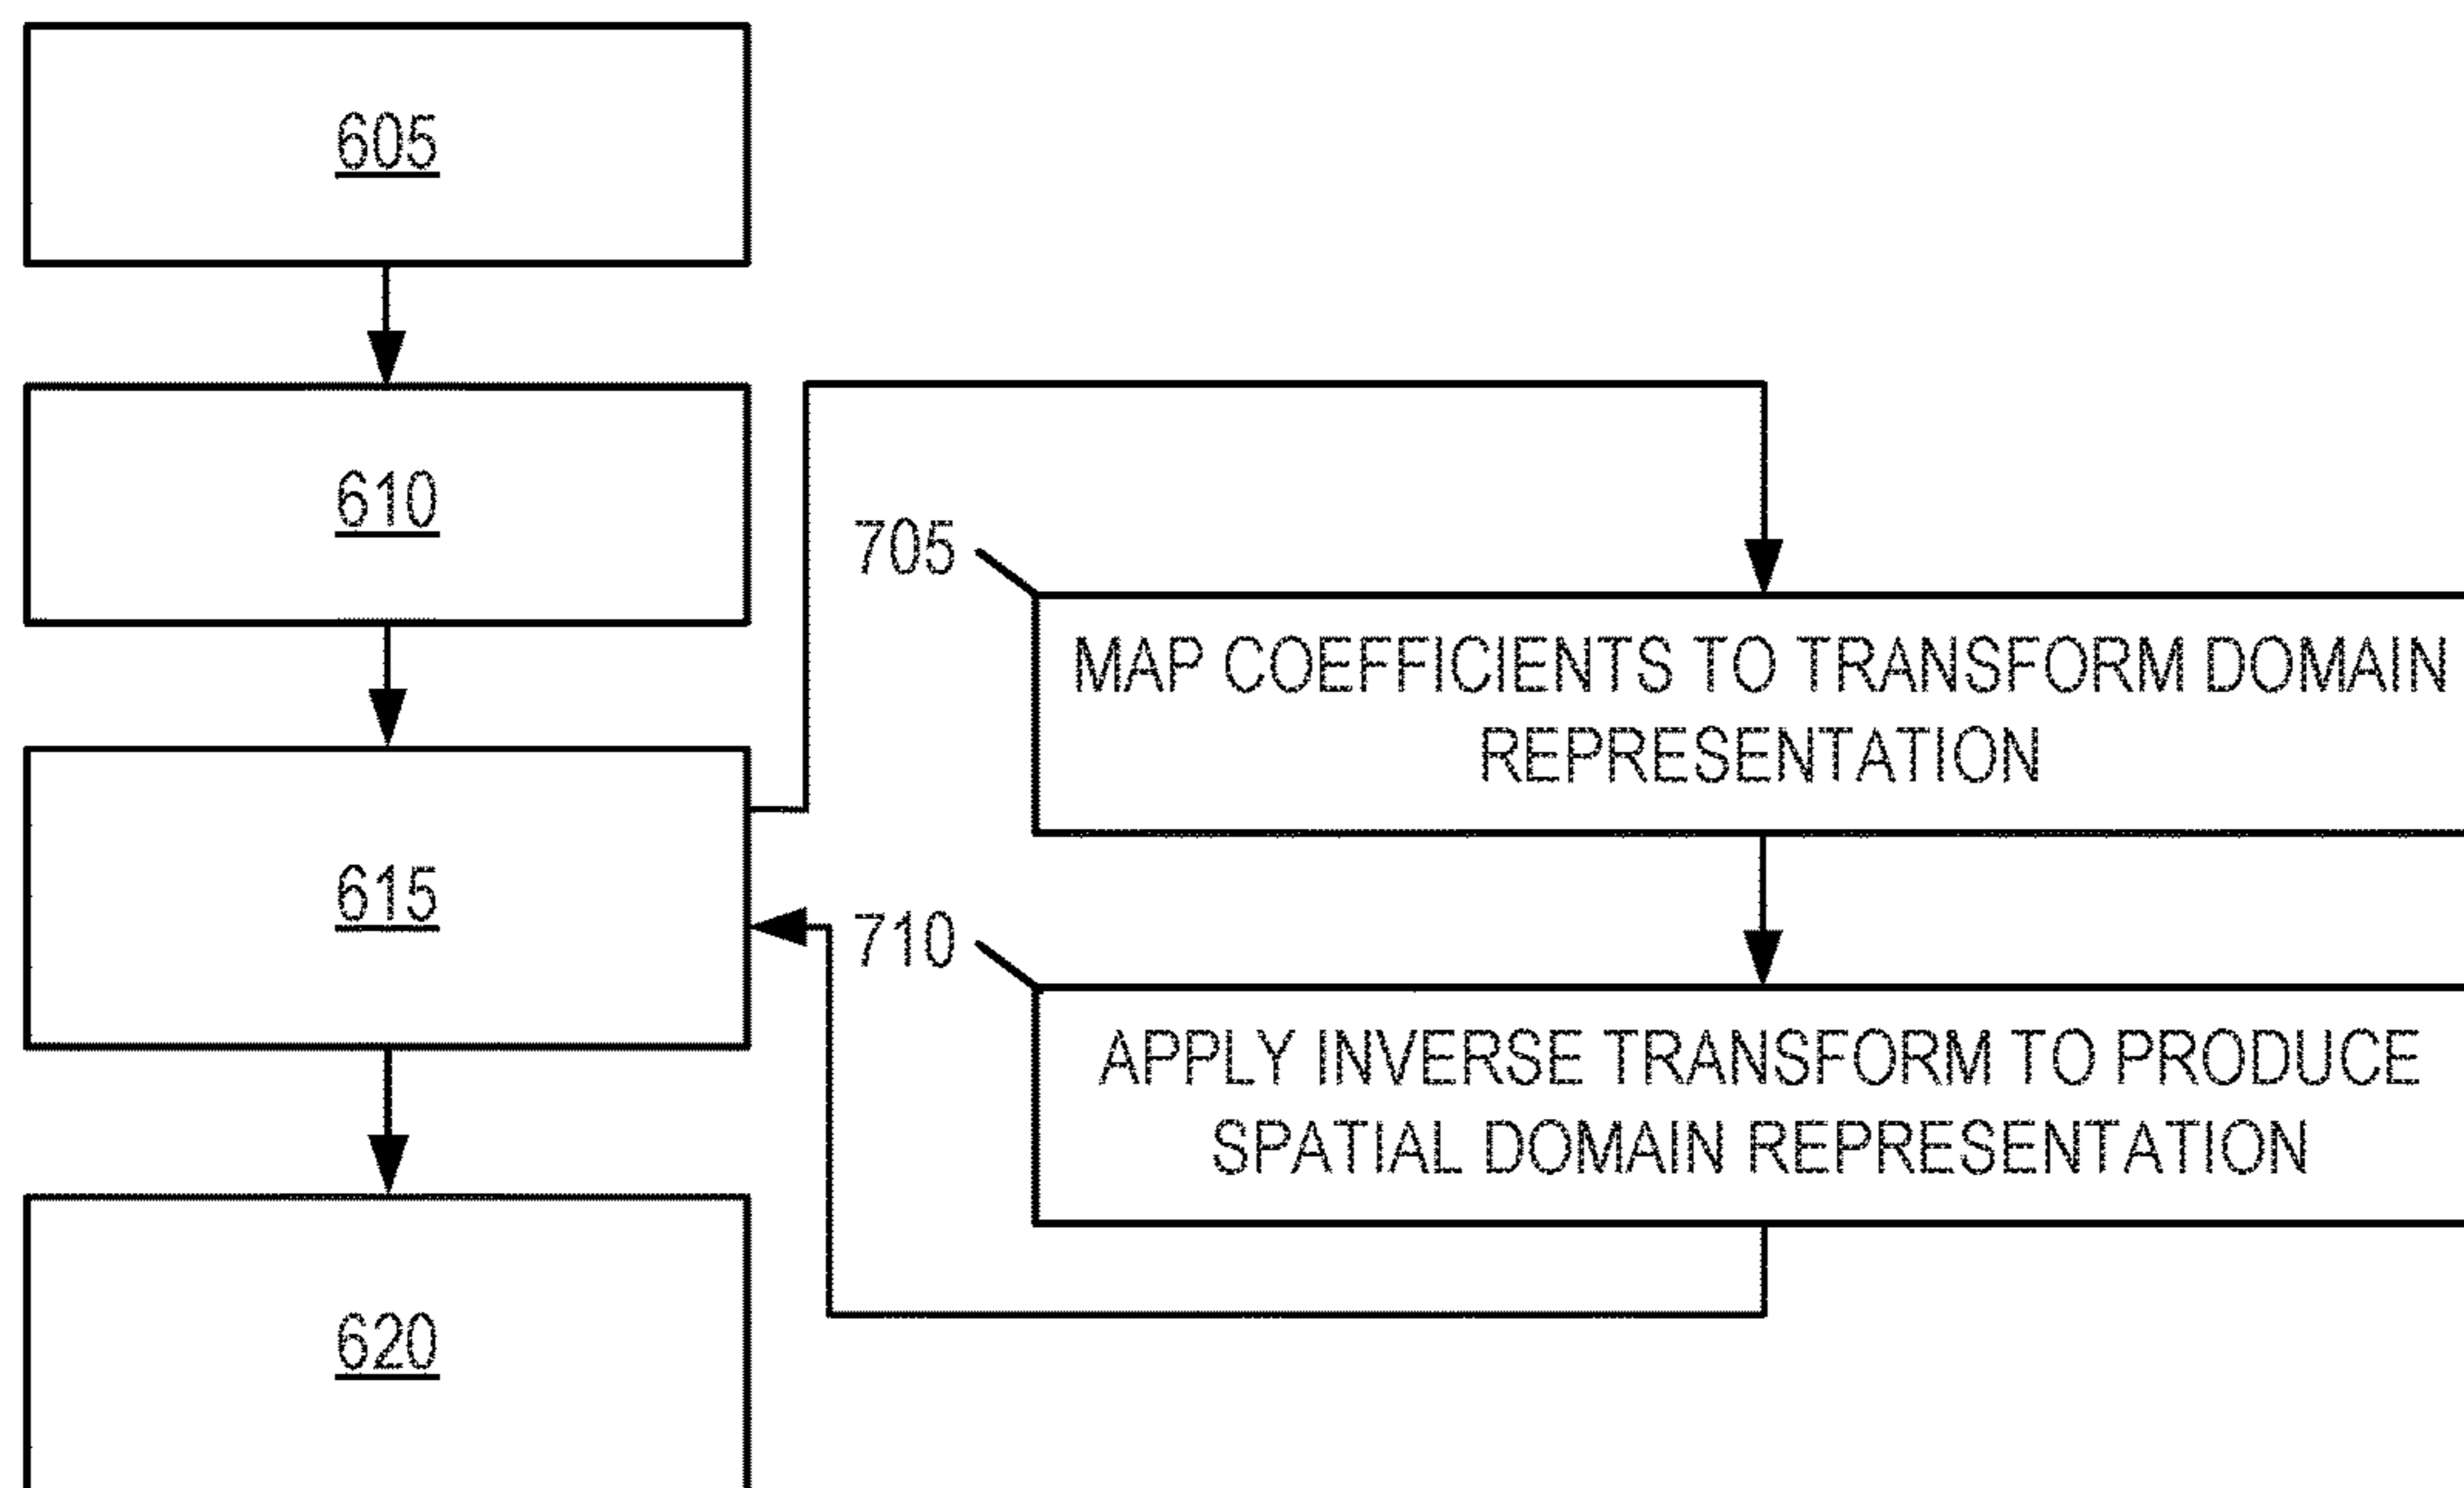 605
610
705
MAP COEFFICIENTS TO TRANSFORM DOMAIN
REPRESENTATION
615
710
APPLY INVERSE TRANSFORM TO PRODUCE
SPATIAL DOMAIN REPRESENTATION
620